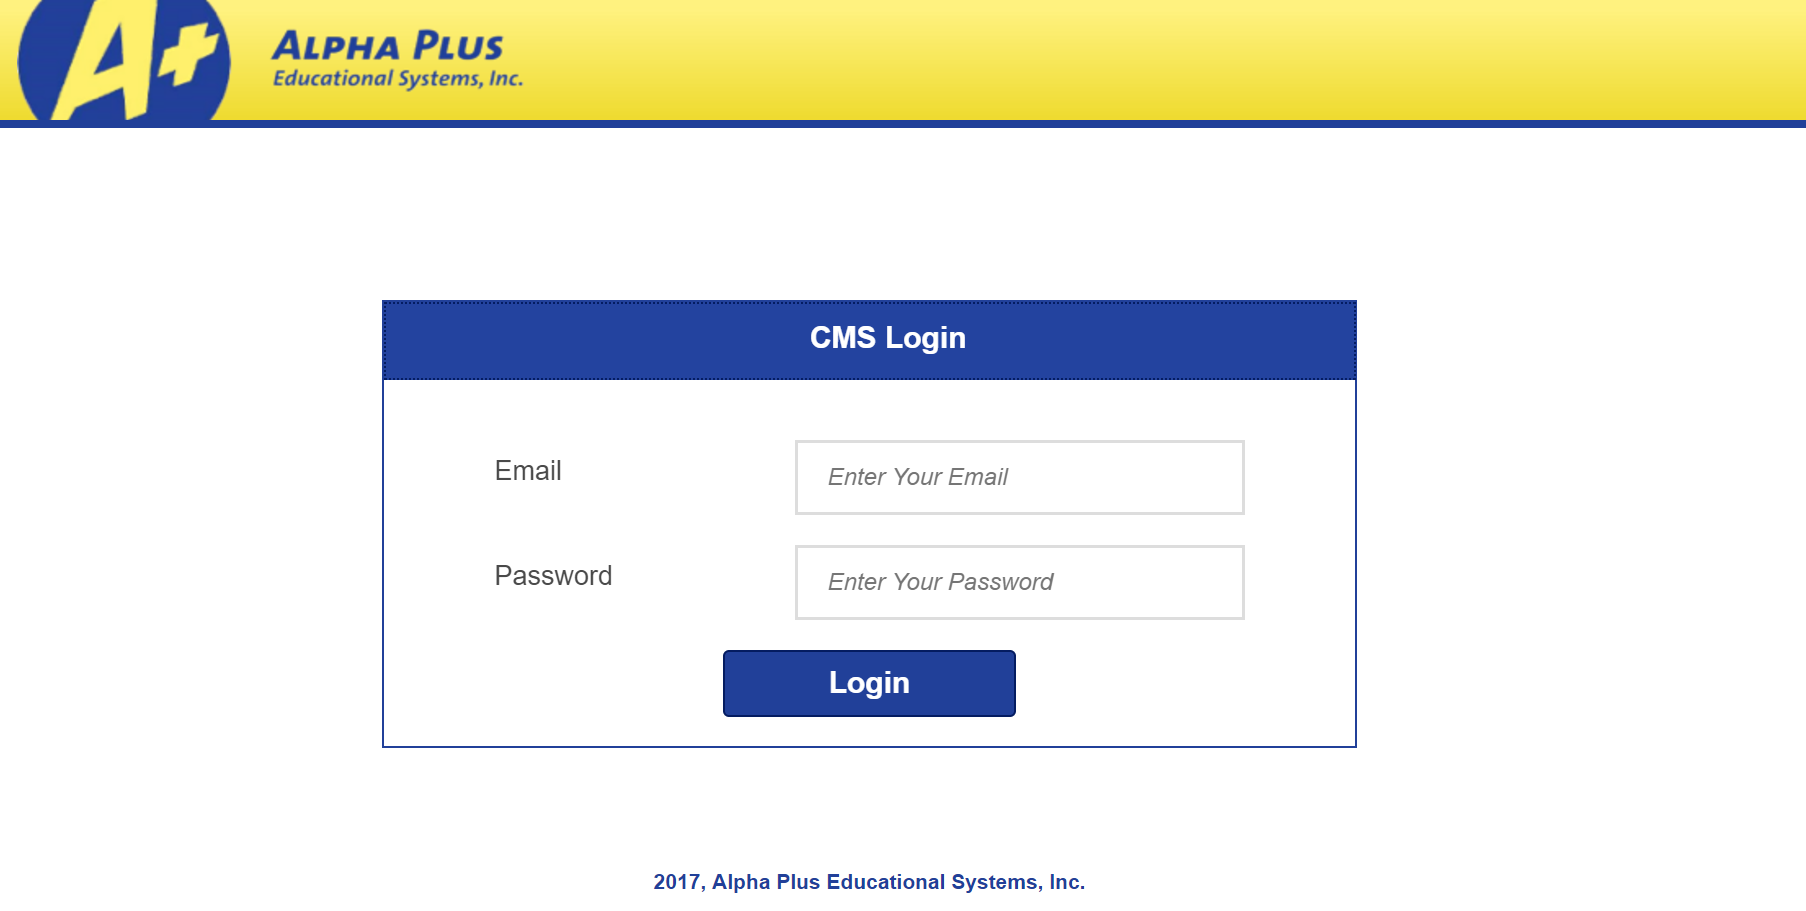 A+
ALPHA PLUS
Educational Systems, Inc.
CMS Login
Email
Enter Your Email
Password
Enter Your Password
Login
2017, Alpha Plus Educational Systems, Inc.